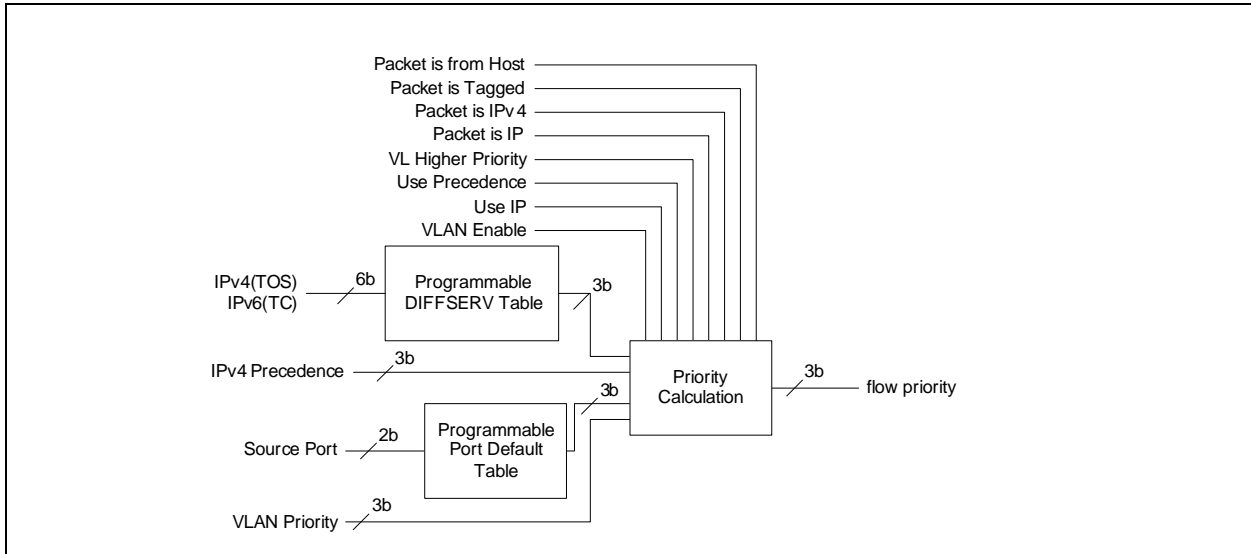 Packet is from Host
Packet is Tagged
Packet is IPv4
Packet is IP
VL Higher Priority
Use Precedence
Use IP
VLAN Enable
IPv4(TOS)
IPv6(TC)
6b
Programmable
DIFFSERV Table
3b
IPv4 Precedence
3b
Source Port
2b
Programmable
Port Default
Table
3b
VLAN Priority
3b
Priority
Calculation
3b
flow priority